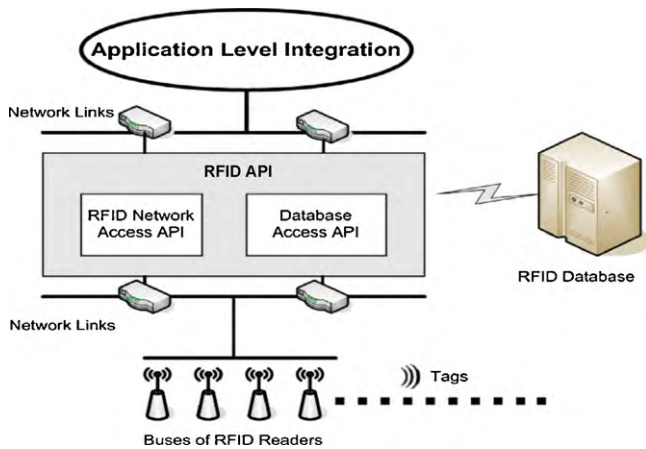 Application Level Integration
Network Links
RFID API
RFID Network
Access API
Database
Access API
RFID Database
Network Links
Tags
Buses of RFID Readers